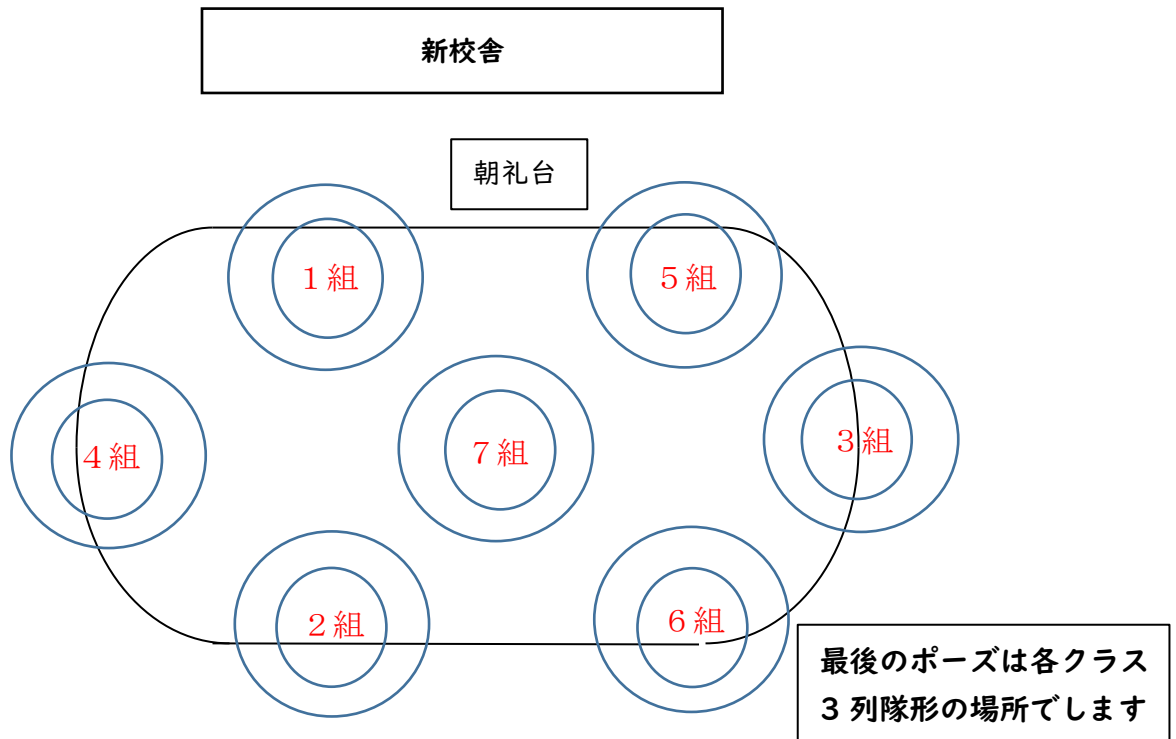 新校舎
朝礼台
１組
５組
４組
７組
３組
２組
６組
最後のポーズは各クラス
３列隊形の場所でします